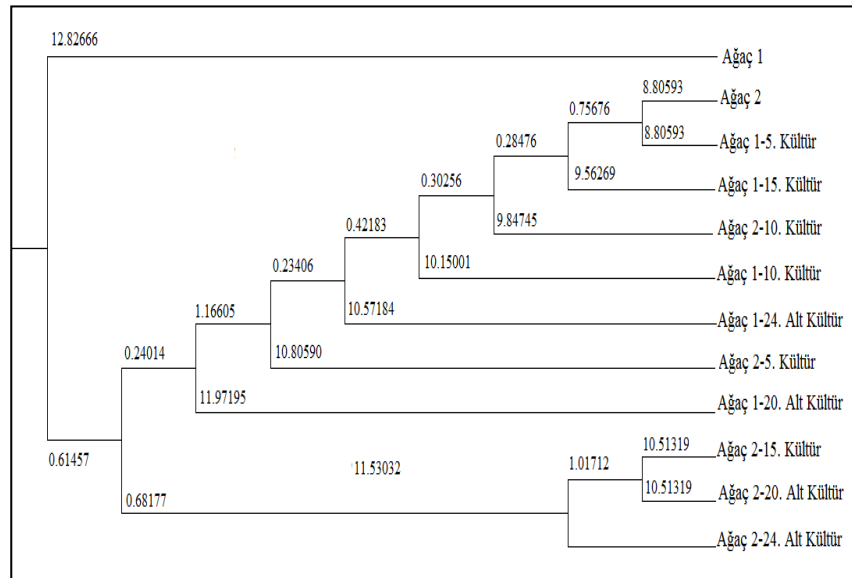 12.82666
Ağaç 1
8.80593
Ağaç 2
0.75676
8.80593
Ağaç 1-5. Kültür
0.28476
9.56269
Ağaç 1-15. Kültür
0.30256
9.84745
Ağaç 2-10. Kültür
0.42183
10.15001
Ağaç 1-10. Kültür
0.23406
10.57184
Ağaç 1-24. Alt Kültür
1.16605
10.80590
Ağaç 2-5. Kültür
0.24014
11.97195
Ağaç 1-20. Alt Kültür
0.61457
10.51319
Ağaç 2-15. Kültür
11.53032
1.01712
10.51319
Ağaç 2-20. Alt Kültür
0.68177
Ağaç 2-24. Alt Kültür